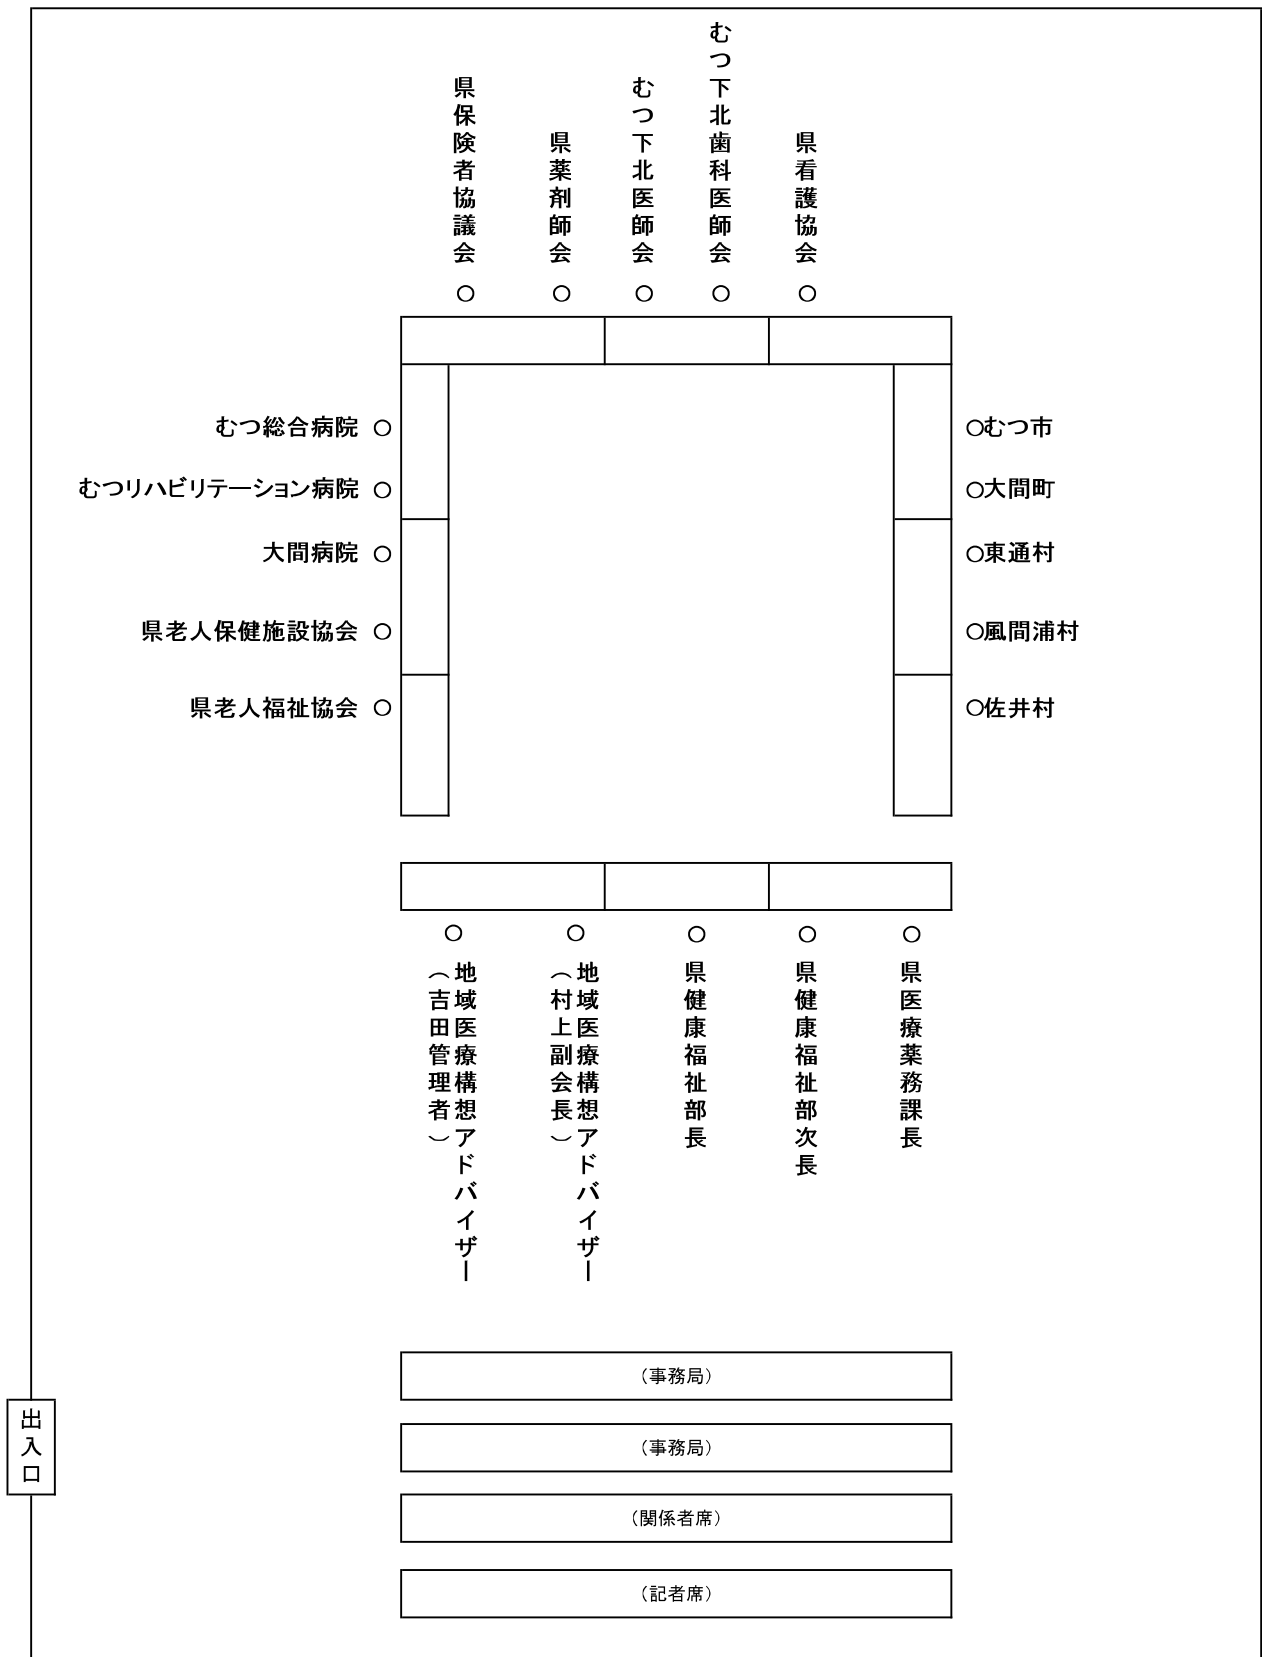 県保険者協議会
県薬剤師会
むつ下北医師会
むつ下北歯科医師会
県看護協会
むつ総合病院
むつリハビリテーション病院
大間病院
県老人保健施設協会
県老人福祉協会
むつ市
大間町
東通村
風間浦村
佐井村
地域医療構想アドバイザー
（吉田管理者）
地域医療構想アドバイザー
（村上副会長）
県健康福祉部長
県健康福祉部次長
県医療薬務課長
（事務局）
（事務局）
（関係者席）
（記者席）
出入口